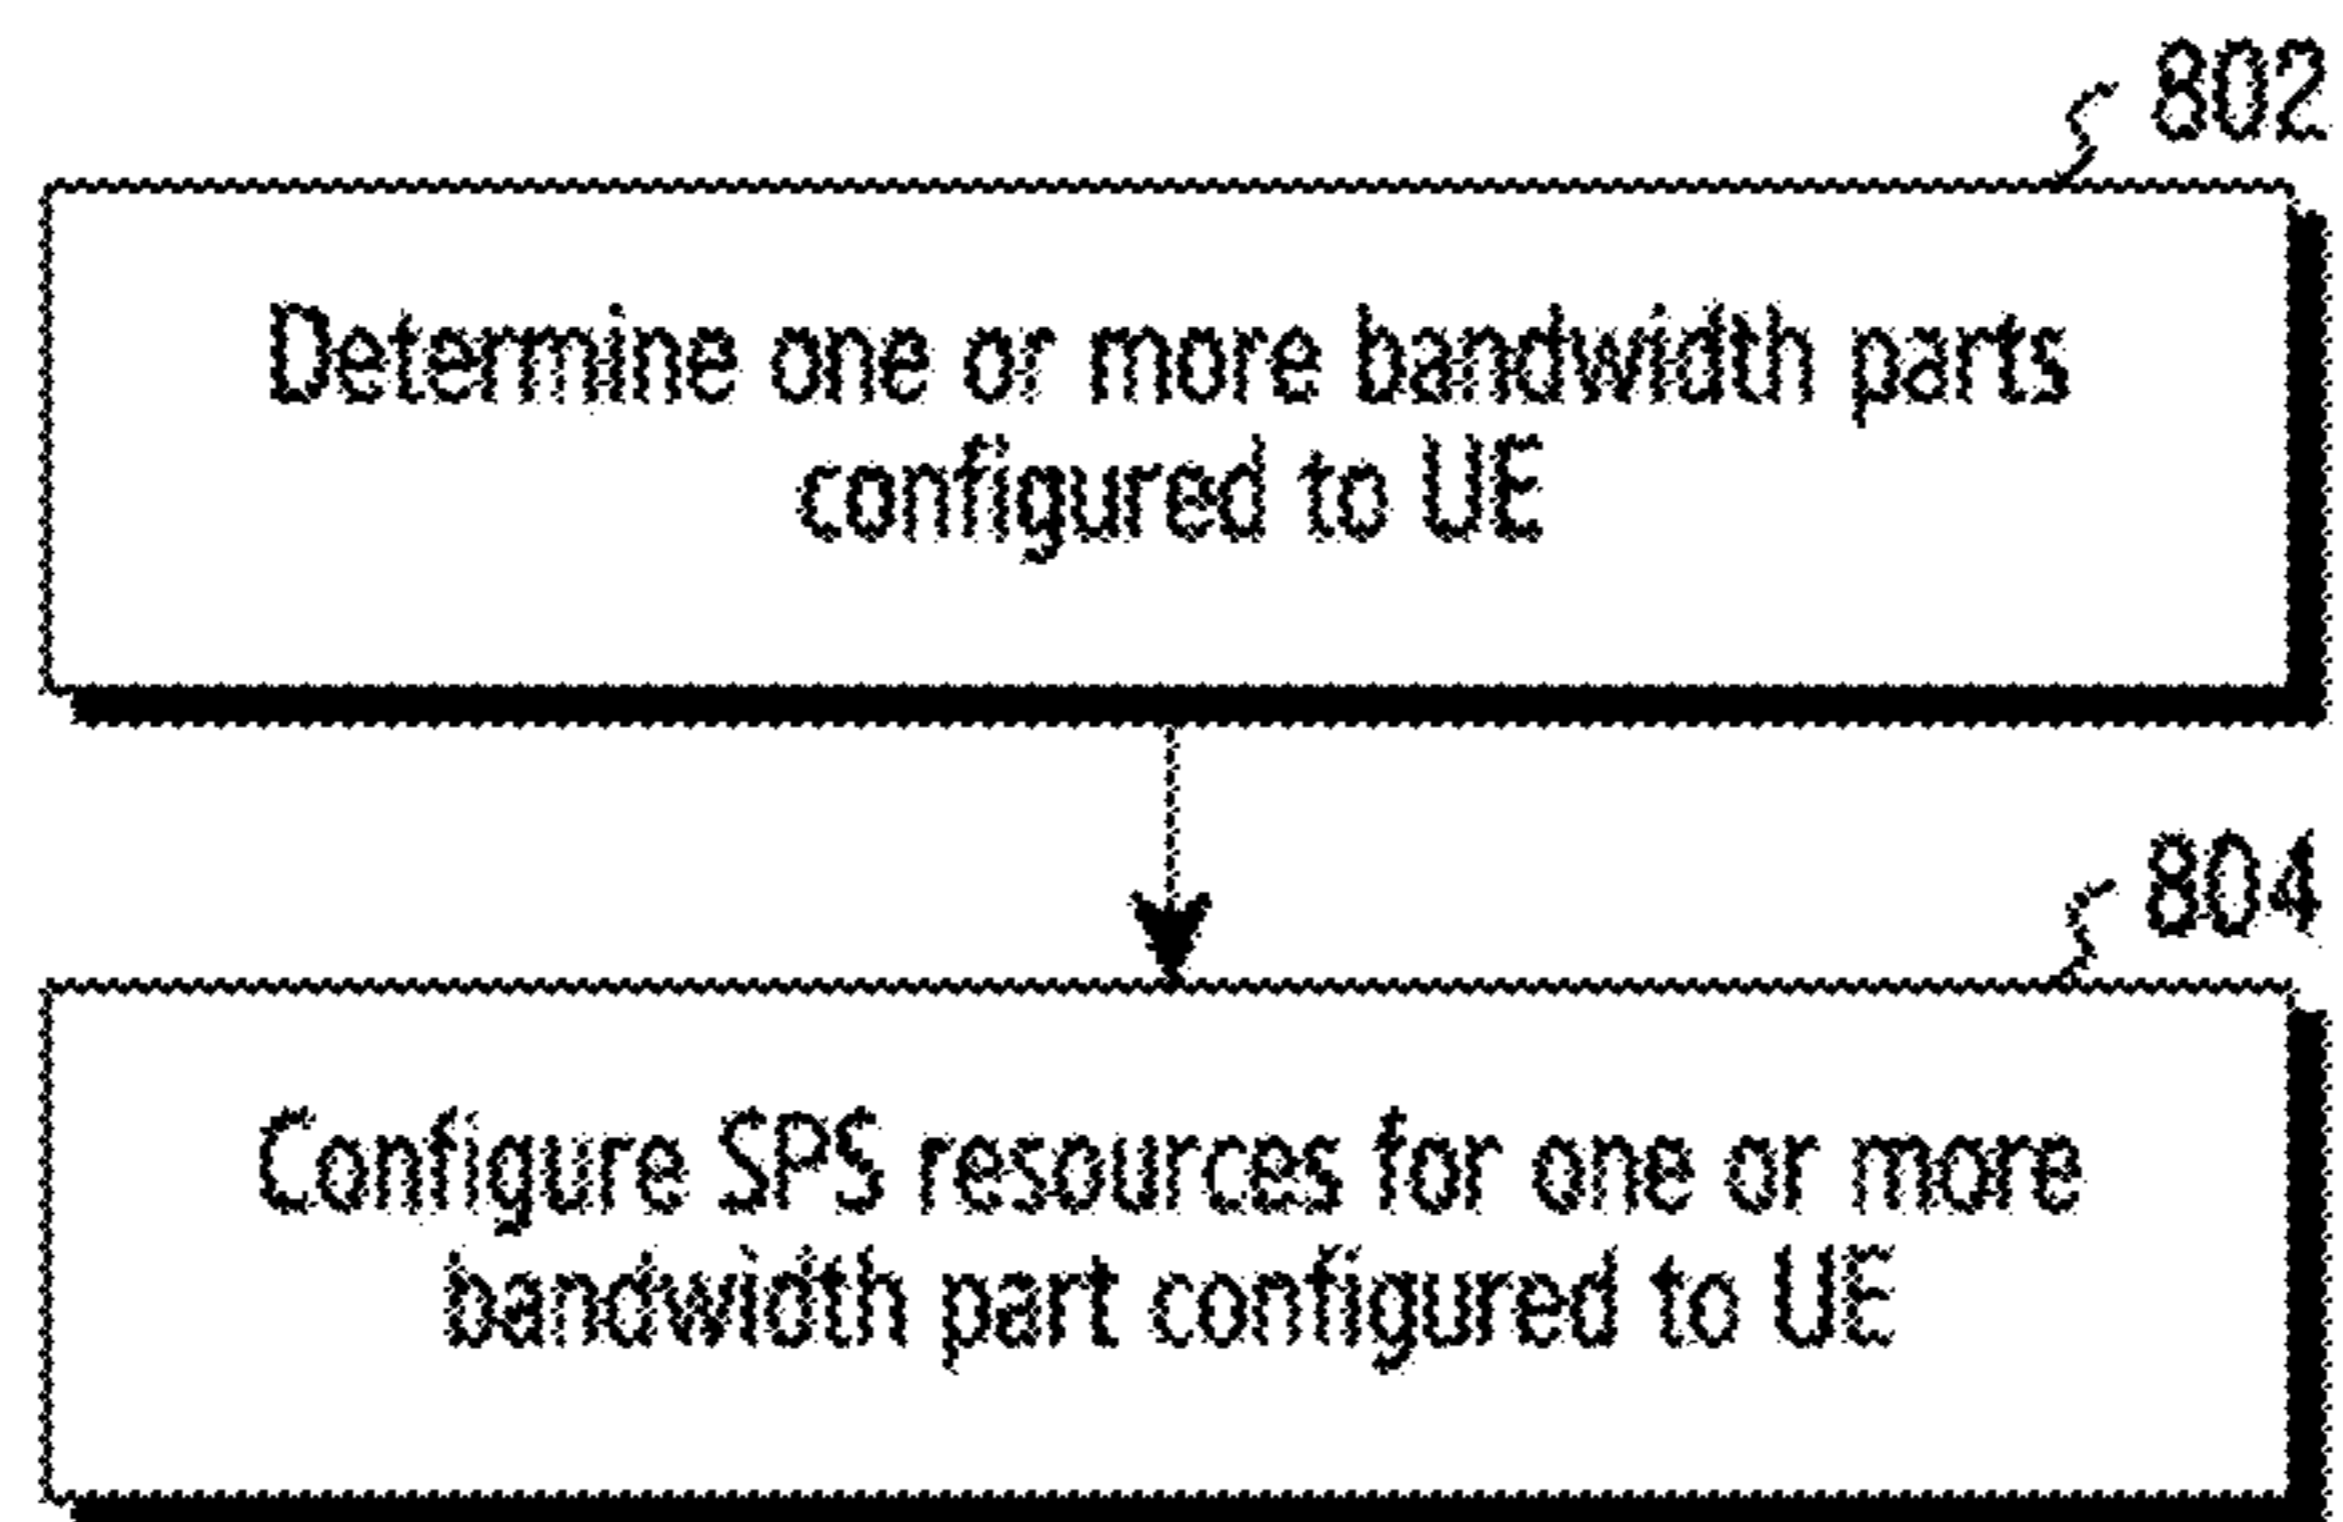 802
Determine one or more bandwidth parts
configured to UE
804
Configure SPS resources for one or more
bandwidth part configured to UE